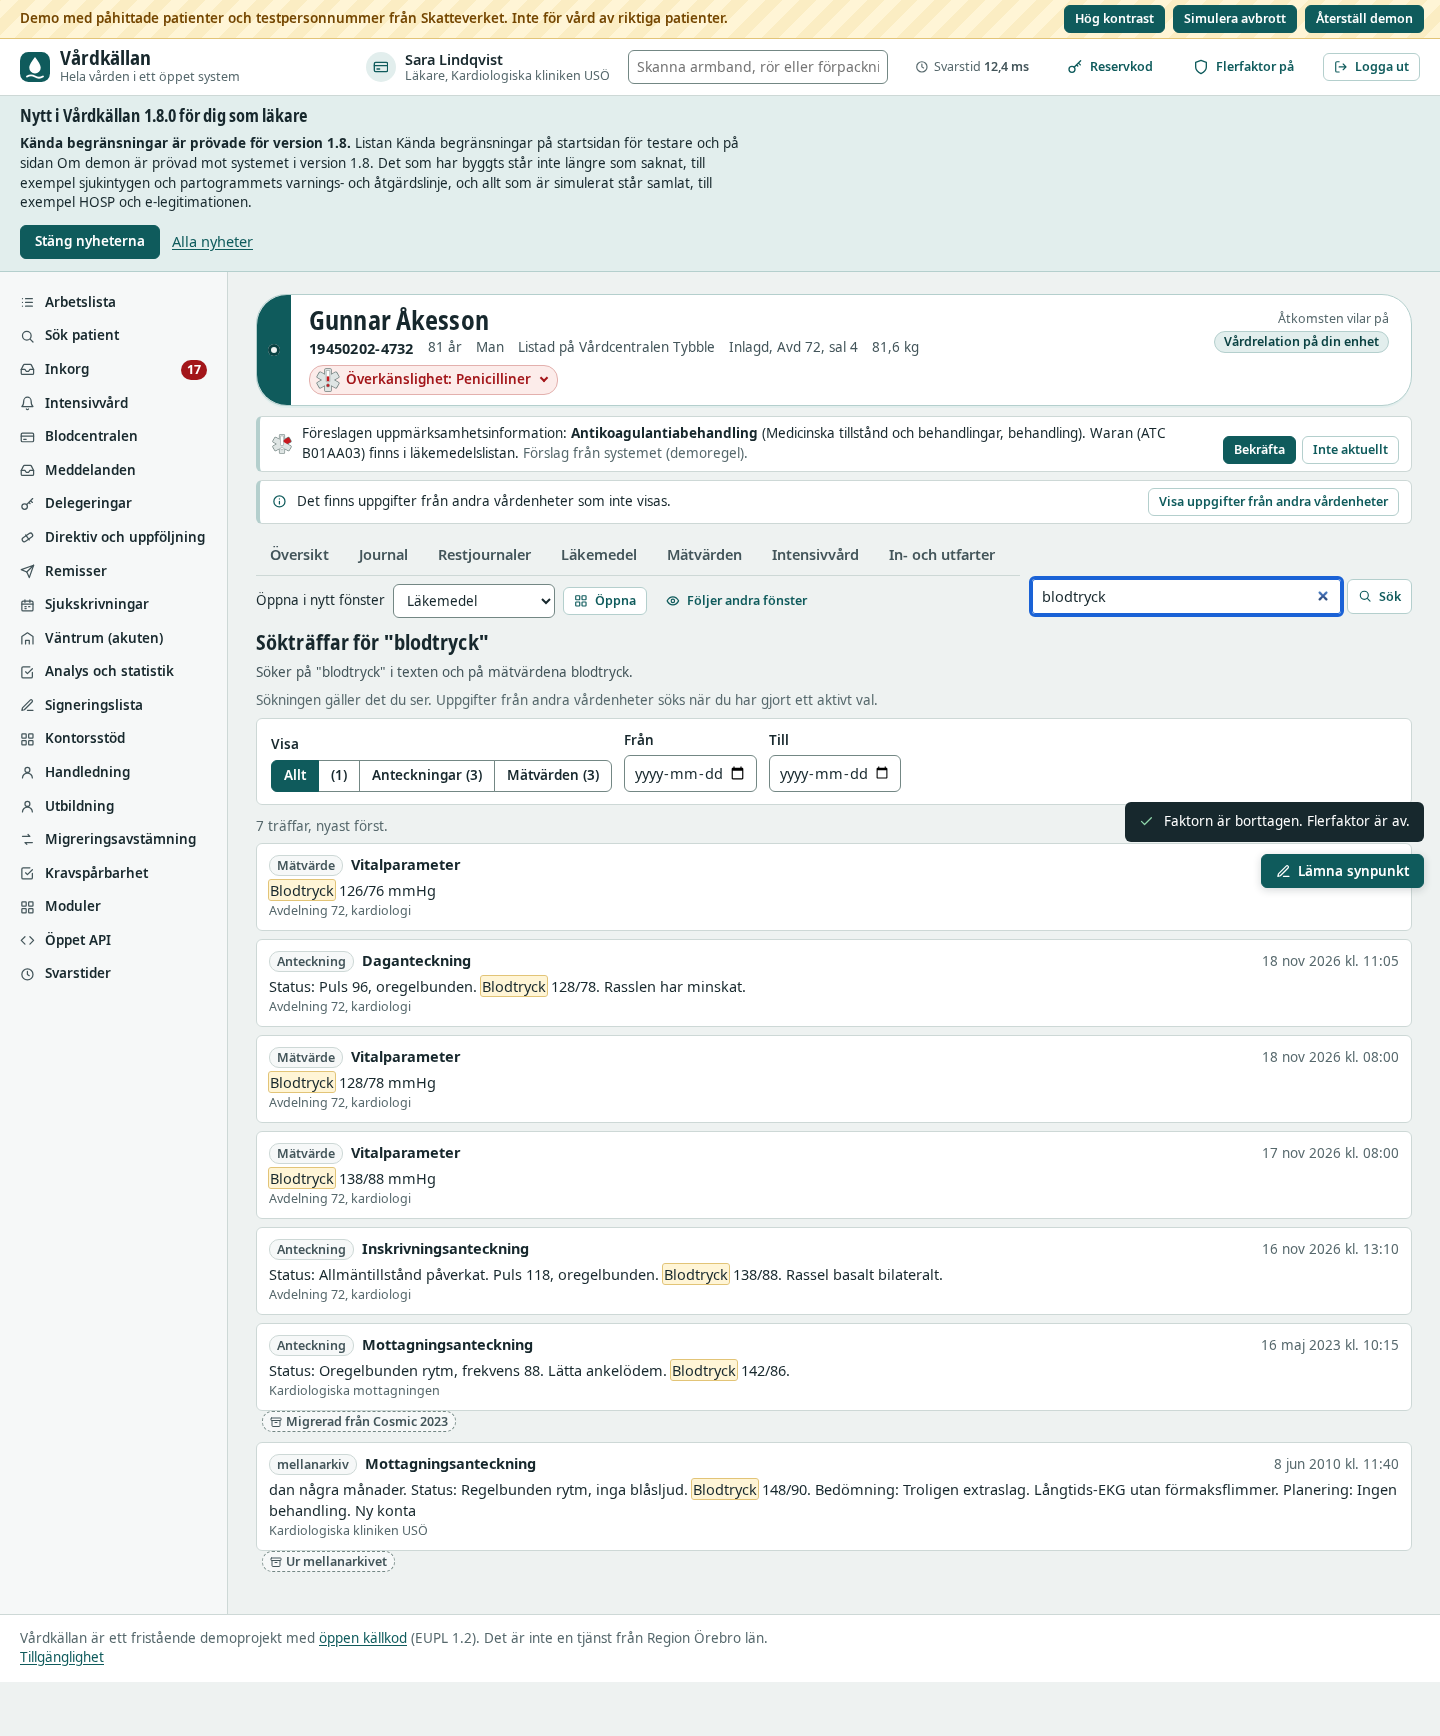 Demo med påhittade patienter och testpersonnummer från Skatteverket. Inte för vård av riktiga patienter.
Hög kontrast
Simulera avbrott
Återställ demon
Vårdkällan
Hela vården i ett öppet system
Sara Lindqvist
Läkare, Kardiologiska kliniken USÖ
Skanna armband, rör eller förpackni
Svarstid 12,4 ms
Reservkod
Flerfaktor på
Logga ut
Nytt i Vårdkällan 1.8.0 för dig som läkare
Kända begränsningar är prövade för version 1.8. Listan Kända begränsningar på startsidan för testare och på
sidan Om demon är prövad mot systemet i version 1.8. Det som har byggts står inte längre som saknat, till
exempel sjukintygen och partogrammets varnings- och åtgärdslinje, och allt som är simulerat står samlat, till
exempel HOSP och e-legitimationen.
Stäng nyheterna
Alla nyheter
Arbetslista
Sök patient
Inkorg 17
Intensivvård
Blodcentralen
Meddelanden
Delegeringar
Direktiv och uppföljning
Remisser
Sjukskrivningar
Väntrum (akuten)
Analys och statistik
Signeringslista
Kontorsstöd
Handledning
Utbildning
Migreringsavstämning
Kravspårbarhet
Moduler
Öppet API
Svarstider
Gunnar Åkesson
19450202-4732 81 år Man Listad på Vårdcentralen Tybble Inlagd, Avd 72, sal 4 81,6 kg
Överkänslighet: Penicilliner
Åtkomsten vilar på
Vårdrelation på din enhet
Föreslagen uppmärksamhetsinformation: Antikoagulantiabehandling (Medicinska tillstånd och behandlingar, behandling). Waran (ATC
B01AA03) finns i läkemedelslistan. Förslag från systemet (demoregel).
Bekräfta
Inte aktuellt
Det finns uppgifter från andra vårdenheter som inte visas.
Visa uppgifter från andra vårdenheter
Översikt
Journal
Restjournaler
Läkemedel
Mätvärden
Intensivvård
In- och utfarter
Öppna i nytt fönster
Läkemedel
Öppna
Följer andra fönster
blodtryck
Sök
Sökträffar för "blodtryck"
Söker på "blodtryck" i texten och på mätvärdena blodtryck.
Sökningen gäller det du ser. Uppgifter från andra vårdenheter söks när du har gjort ett aktivt val.
Visa
Allt
(1)
Anteckningar (3)
Mätvärden (3)
Från
yyyy-mm-dd
Till
yyyy-mm-dd
7 träffar, nyast först.
Faktorn är borttagen. Flerfaktor är av.
Lämna synpunkt
Mätvärde Vitalparameter
Blodtryck 126/76 mmHg
Avdelning 72, kardiologi
Anteckning Daganteckning 18 nov 2026 kl. 11:05
Status: Puls 96, oregelbunden. Blodtryck 128/78. Rasslen har minskat.
Avdelning 72, kardiologi
Mätvärde Vitalparameter 18 nov 2026 kl. 08:00
Blodtryck 128/78 mmHg
Avdelning 72, kardiologi
Mätvärde Vitalparameter 17 nov 2026 kl. 08:00
Blodtryck 138/88 mmHg
Avdelning 72, kardiologi
Anteckning Inskrivningsanteckning 16 nov 2026 kl. 13:10
Status: Allmäntillstånd påverkat. Puls 118, oregelbunden. Blodtryck 138/88. Rassel basalt bilateralt.
Avdelning 72, kardiologi
Anteckning Mottagningsanteckning 16 maj 2023 kl. 10:15
Status: Oregelbunden rytm, frekvens 88. Lätta ankelödem. Blodtryck 142/86.
Kardiologiska mottagningen
Migrerad från Cosmic 2023
mellanarkiv Mottagningsanteckning 8 jun 2010 kl. 11:40
dan några månader. Status: Regelbunden rytm, inga blåsljud. Blodtryck 148/90. Bedömning: Troligen extraslag. Långtids-EKG utan förmaksflimmer. Planering: Ingen
behandling. Ny konta
Kardiologiska kliniken USÖ
Ur mellanarkivet
Vårdkällan är ett fristående demoprojekt med öppen källkod (EUPL 1.2). Det är inte en tjänst från Region Örebro län.
Tillgänglighet